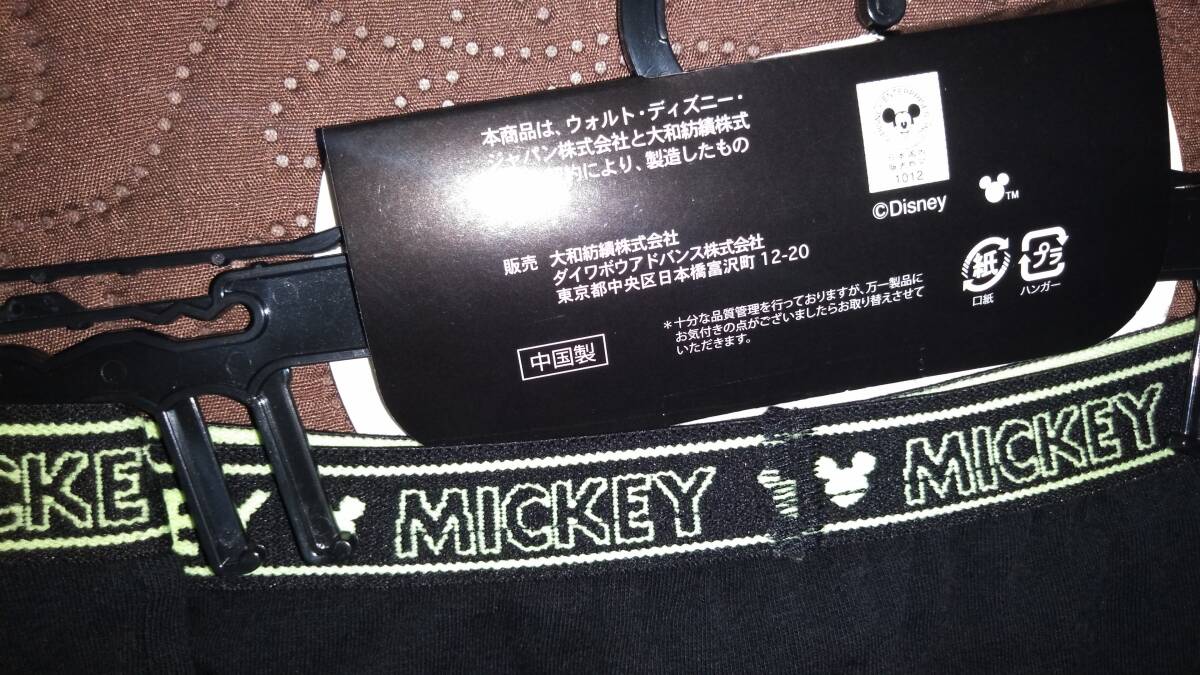 本商品は、ウォルト・ディズニー・
ジャパン株式会社と大和紡績株式
約により、製造したもの
1012
©Disney
TM
販売 大和紡績株式会社
ダイワボウアドバンス株式会社
東京都中央区日本橋富沢町12-20
紙
口紙
プラ
ハンガー
中国製
*十分な品質管理を行っておりますが、万一製品に
お気付きの点がございましたらお取り替えさせて
いただきます。
CKE
EY
MICKEY
MICKEY